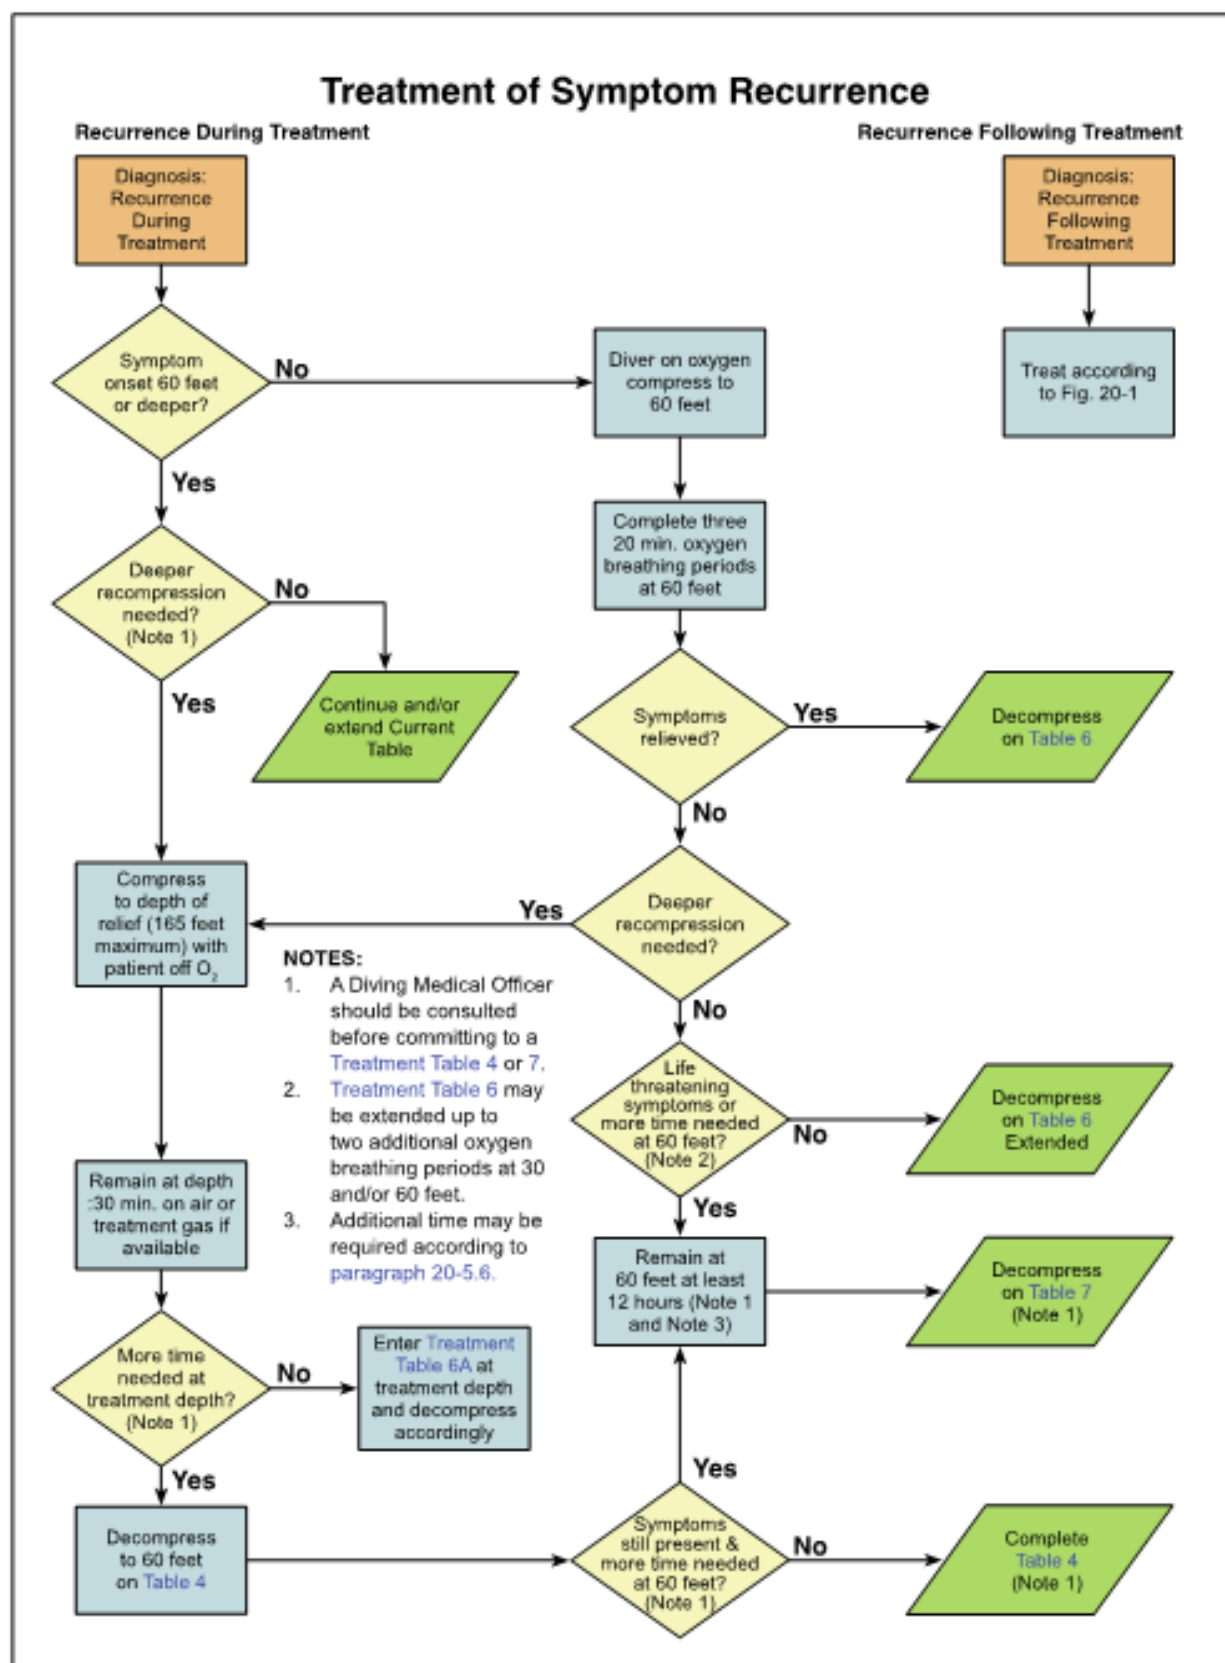 Treatment of Symptom Recurrence
Recurrence During Treatment
Recurrence Following Treatment
Diagnosis:
Recurrence
During
Treatment
Diagnosis:
Recurrence
Following
Treatment
Symptom
onset 60 feet
or deeper?
No
Diver on oxygen
compress to
60 feet
Treat according
to Fig. 20-1
Yes
Complete three
20 min. oxygen
breathing periods
at 60 feet
Deeper
recompression
needed?
(Note 1)
No
Yes
Continue and/or
extend Current
Table
Symptoms
relieved?
Yes
Decompress
on Table 6
No
Compress
to depth of
relief (165 feet
maximum) with
patient off O2
Yes
Deeper
recompression
needed?
No
NOTES:
1. A Diving Medical Officer
should be consulted
before committing to a
Treatment Table 4 or 7.
2. Treatment Table 6 may
be extended up to
two additional oxygen
breathing periods at 30
and/or 60 feet.
3. Additional time may be
required according to
paragraph 20-5.6.
Life
threatening
symptoms or
more time needed
at 60 feet?
(Note 2)
No
Decompress
on Table 6
Extended
Yes
Remain at depth
:30 min. on air or
treatment gas if
available
Remain at
60 feet at least
12 hours (Note 1
and Note 3)
Decompress
on Table 7
(Note 1)
More time
needed at
treatment depth?
(Note 1)
No
Enter Treatment
Table 6A at
treatment depth
and decompress
accordingly
Yes
Yes
Decompress
to 60 feet
on Table 4
Symptoms
still present &
more time needed
at 60 feet?
(Note 1)
No
Complete
Table 4
(Note 1)